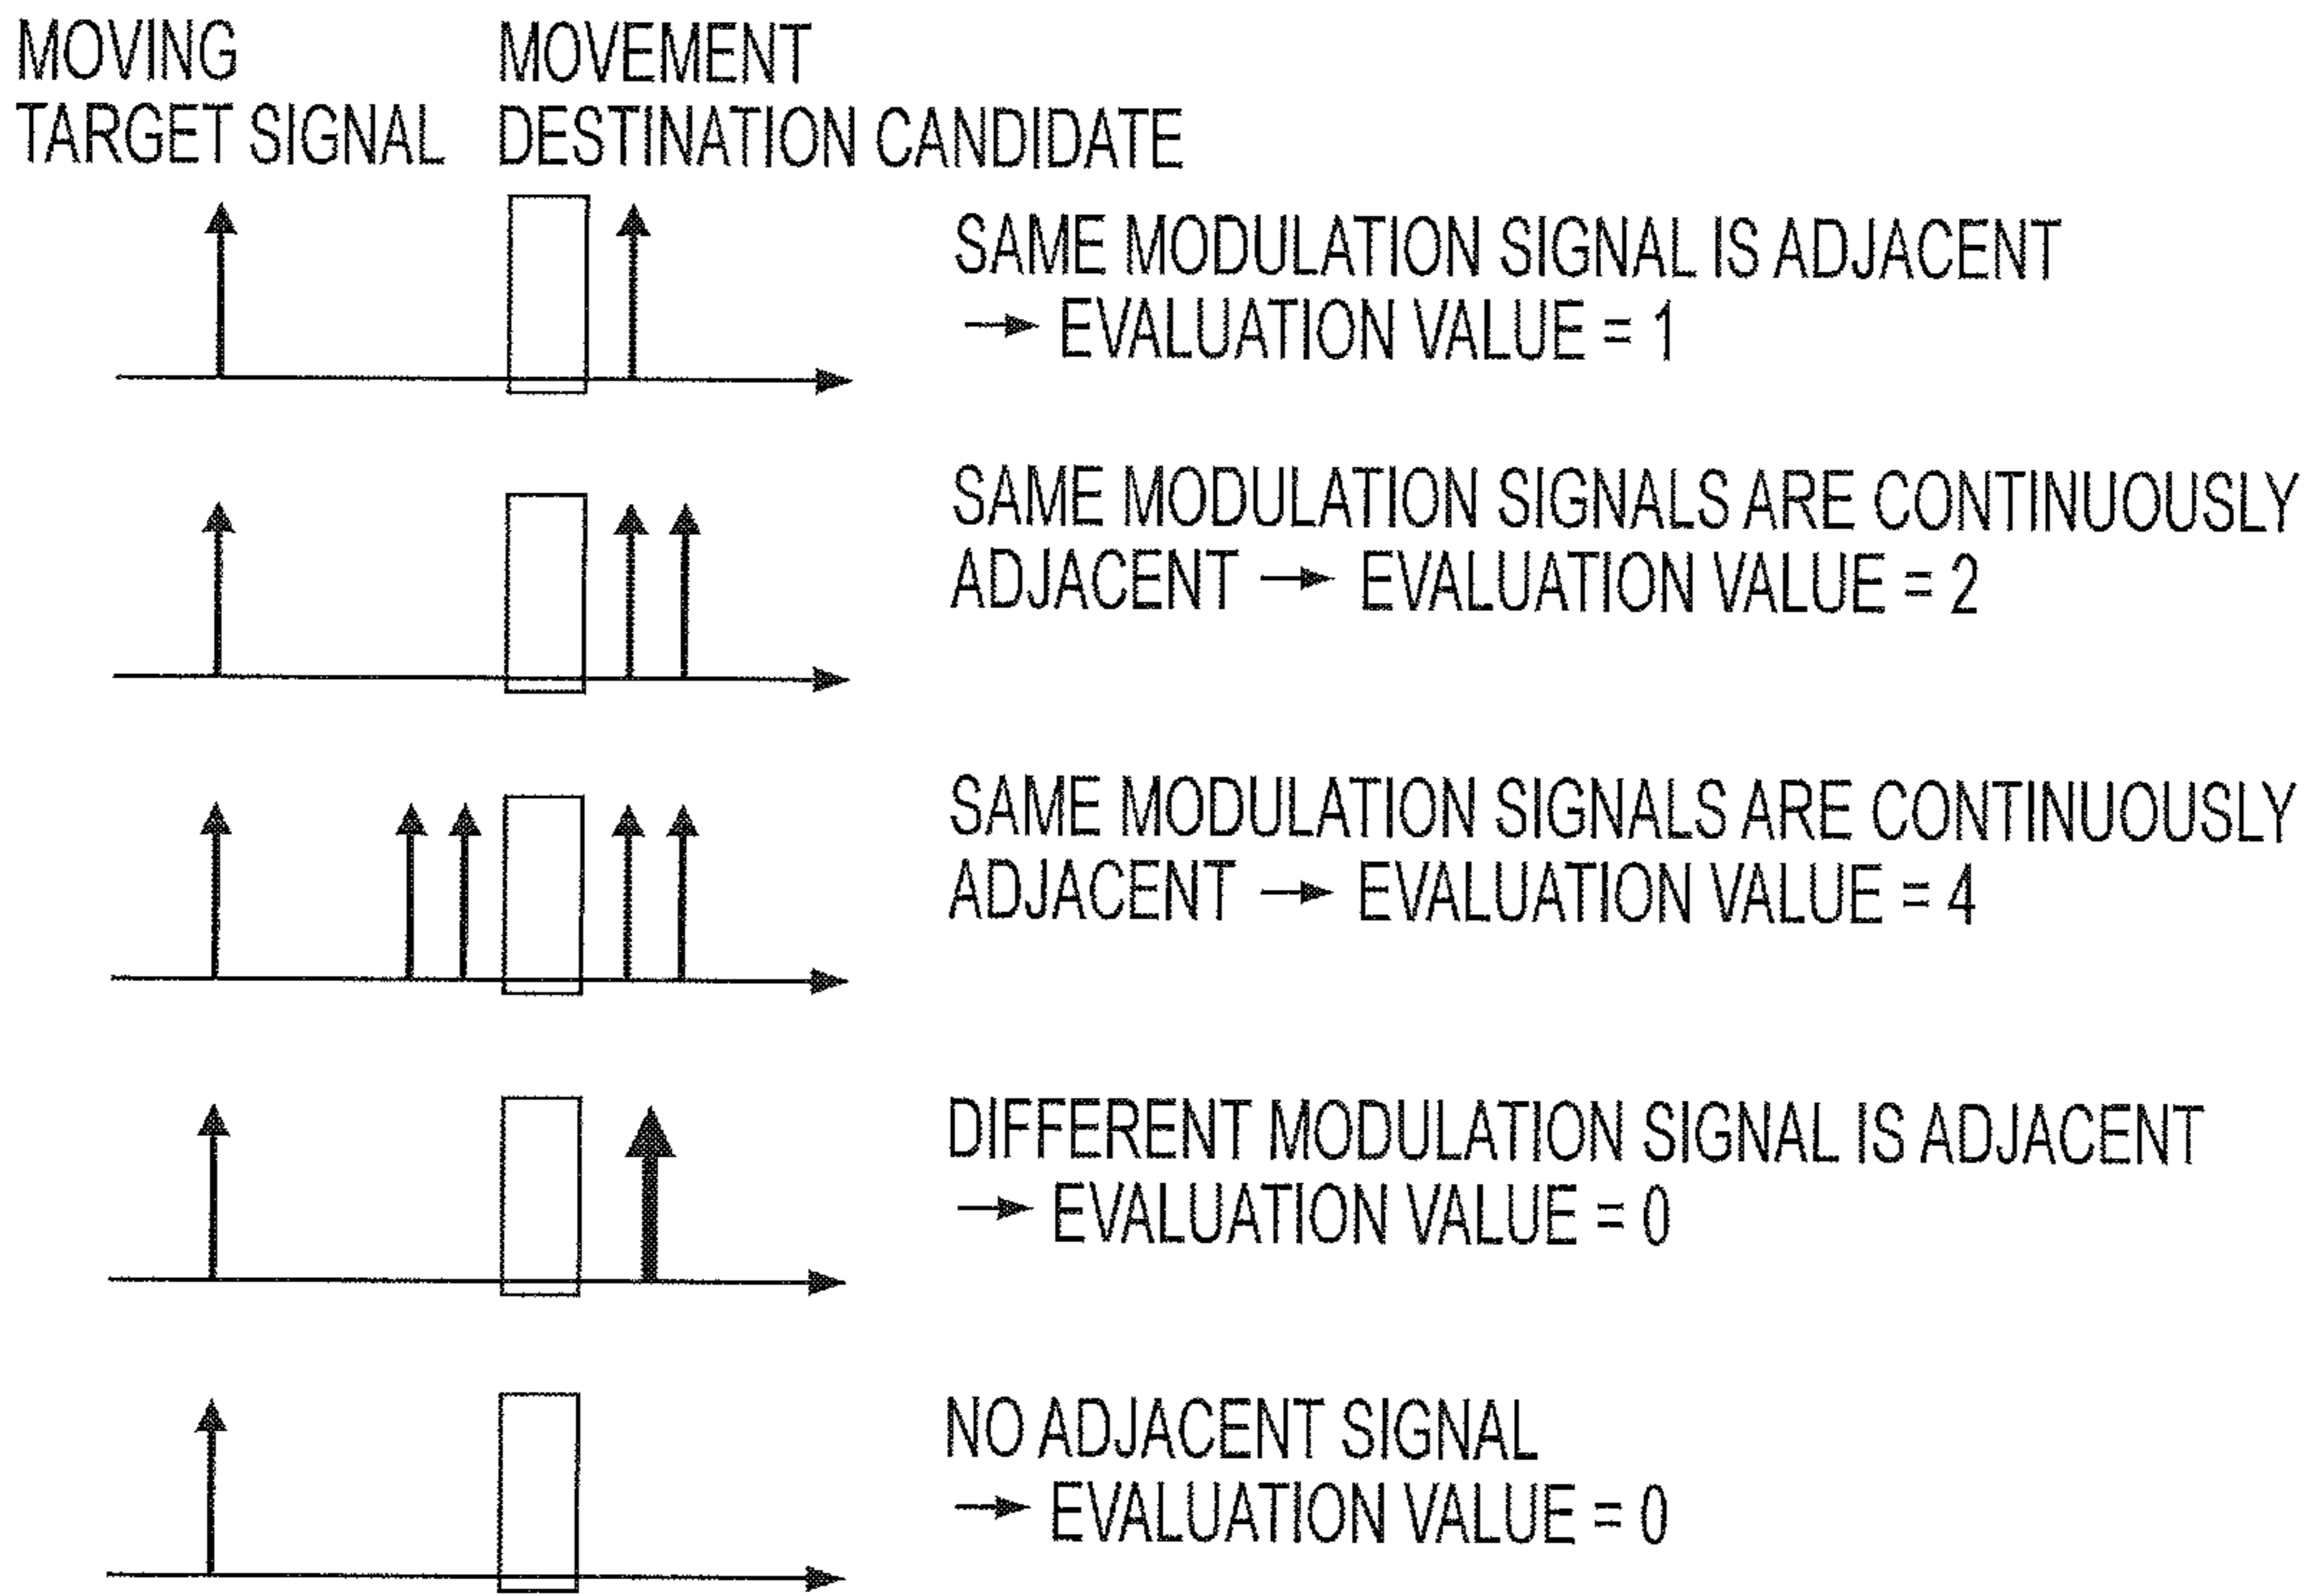 MOVING
TARGET SIGNAL
MOVEMENT
DESTINATION CANDIDATE
SAME MODULATION SIGNAL IS ADJACENT
→ EVALUATION VALUE = 1
SAME MODULATION SIGNALS ARE CONTINUOUSLY
ADJACENT → EVALUATION VALUE = 2
SAME MODULATION SIGNALS ARE CONTINUOUSLY
ADJACENT → EVALUATION VALUE = 4
DIFFERENT MODULATION SIGNAL IS ADJACENT
→ EVALUATION VALUE = 0
NO ADJACENT SIGNAL
→ EVALUATION VALUE = 0